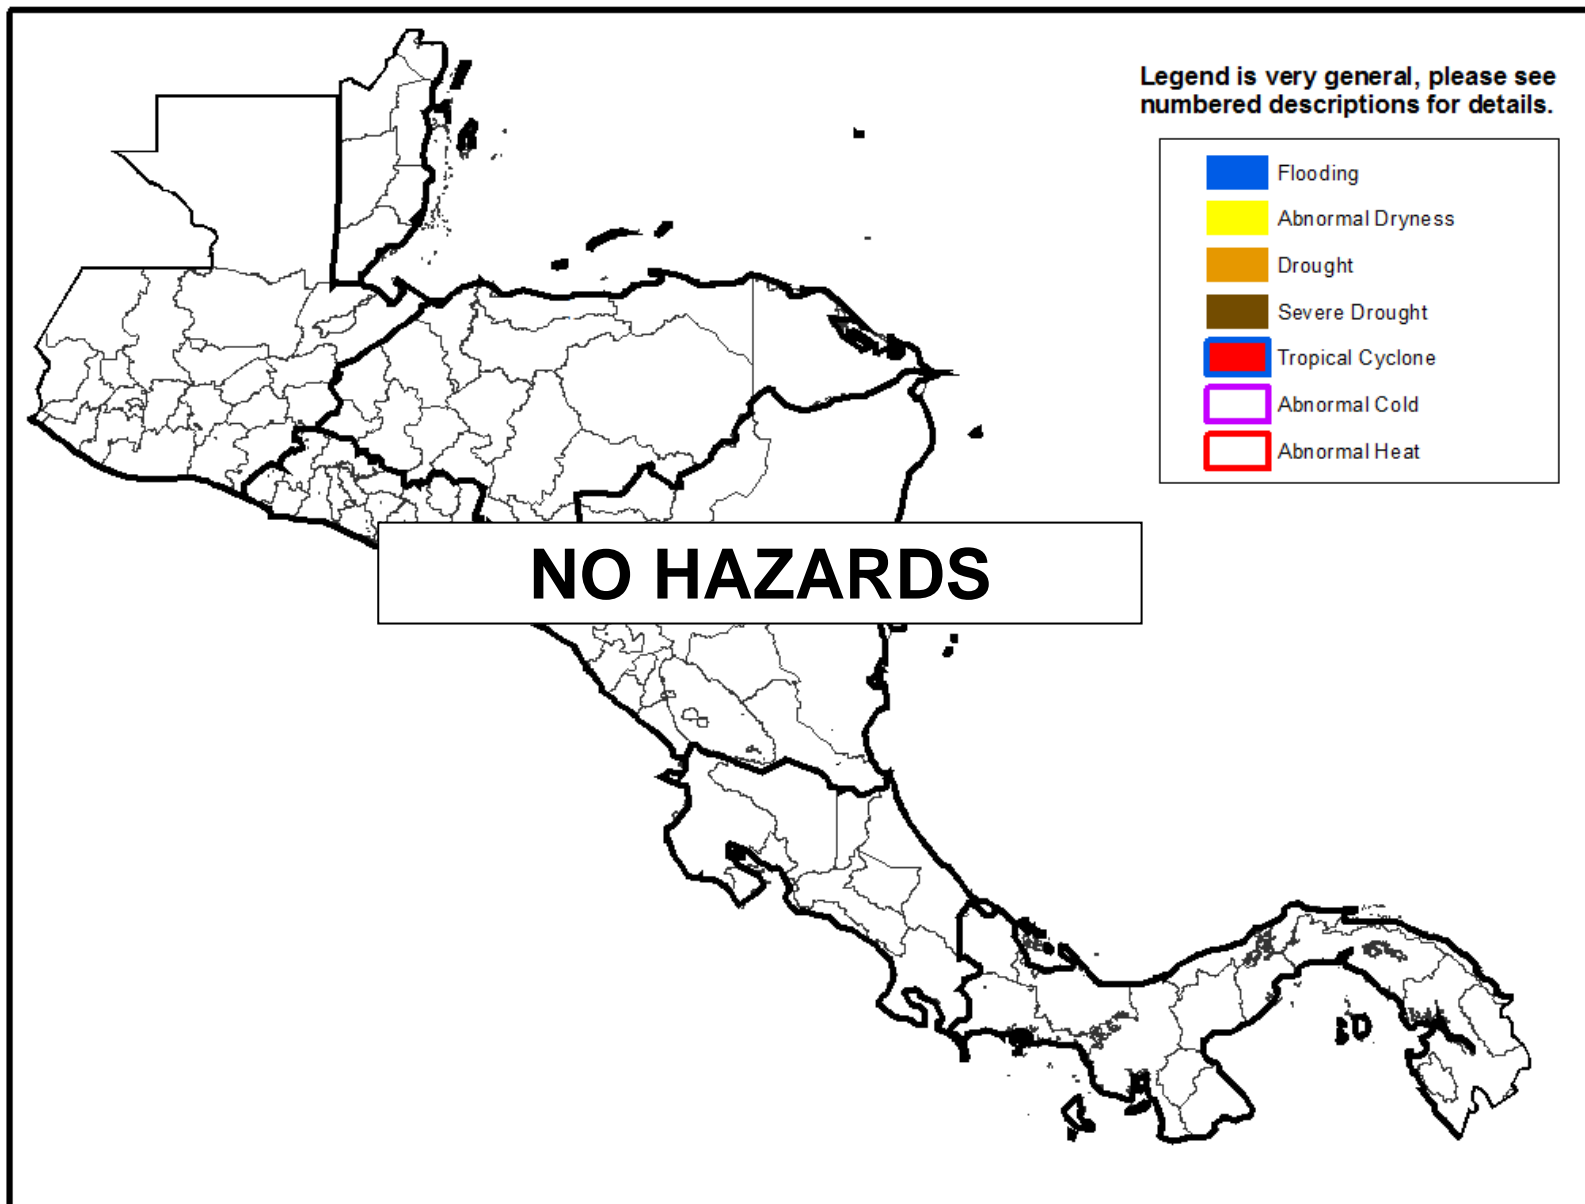 Legend is very general, please see
numbered descriptions for details.
Flooding
Abnormal Dryness
Drought
Severe Drought
Tropical Cyclone
Abnormal Cold
Abnormal Heat
NO HAZARDS